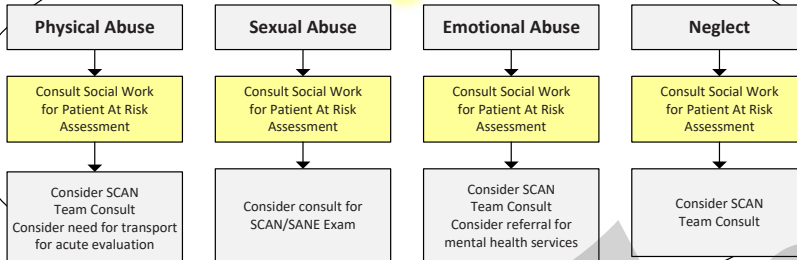 Physical Abuse
Sexual Abuse
Emotional Abuse
Neglect
Consult Social Work
for Patient At Risk
Assessment
Consult Social Work
for Patient At Risk
Assessment
Consult Social Work
for Patient At Risk
Assessment
Consult Social Work
for Patient At Risk
Assessment
Consider SCAN
Team Consult
Consider need for transport
for acute evaluation
Consider consult for
SCAN/SANE Exam
Consider SCAN
Team Consult
Consider referral for
mental health services
Consider SCAN
Team Consult